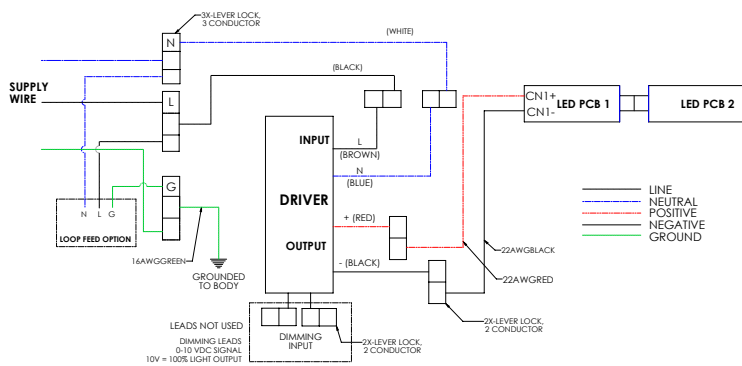 3X-LEVER LOCK,
3 CONDUCTOR
N
(WHITE)
(BLACK)
SUPPLY
WIRE
L
CN1+
CN1-
LED PCB 1
LED PCB 2
INPUT
L
(BROWN)
N
(BLUE)
DRIVER
G
N L G
LOOP FEED OPTION
+ (RED)
OUTPUT
- (BLACK)
LINE
NEUTRAL
POSITIVE
NEGATIVE
GROUND
22AWGBLACK
22AWGRED
16AWGGREEN
GROUNDED
TO BODY
LEADS NOT USED
DIMMING LEADS
0-10 VDC SIGNAL
10V = 100% LIGHT OUTPUT
DIMMING
INPUT
2X-LEVER LOCK,
2 CONDUCTOR
2X-LEVER LOCK,
2 CONDUCTOR